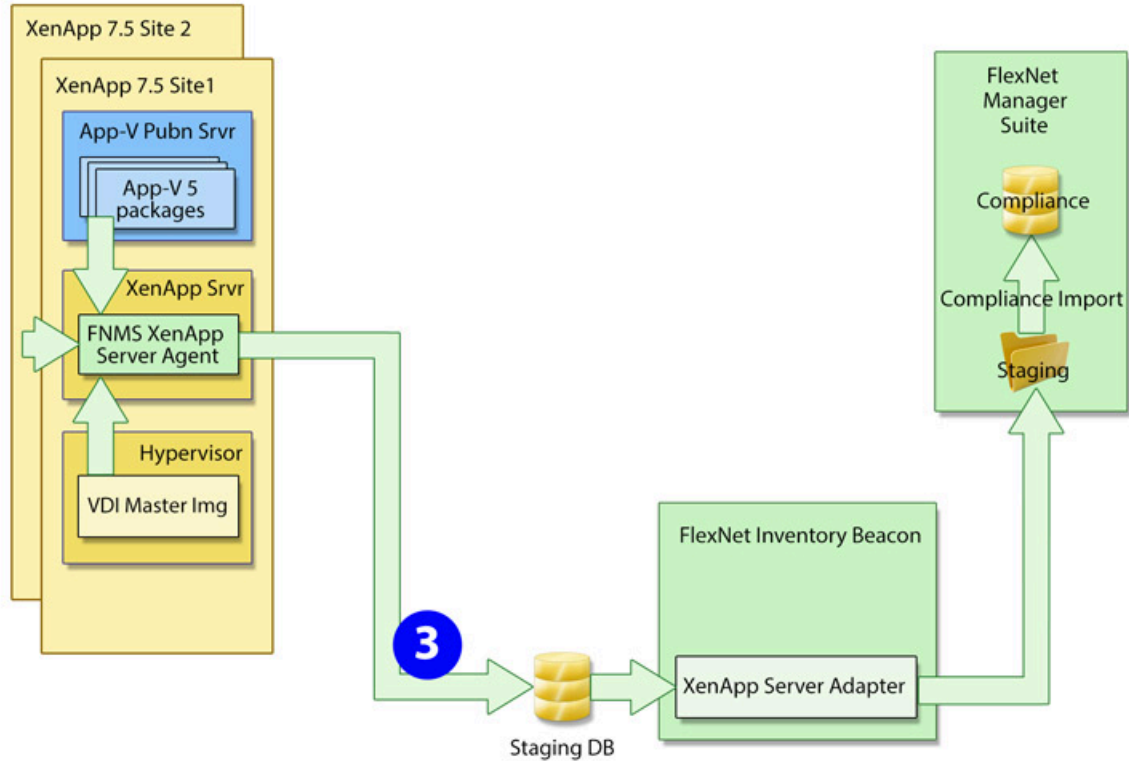 XenApp 7.5 Site 2
XenApp 7.5 Site1
App-V Pubn Srvr
App-V 5
packages
XenApp Srvr
FNMS XenApp
Server Agent
Hypervisor
VDI Master Img
3
Staging DB
FlexNet Inventory Beacon
XenApp Server Adapter
FlexNet
Manager
Suite
Compliance
Compliance Import
Staging